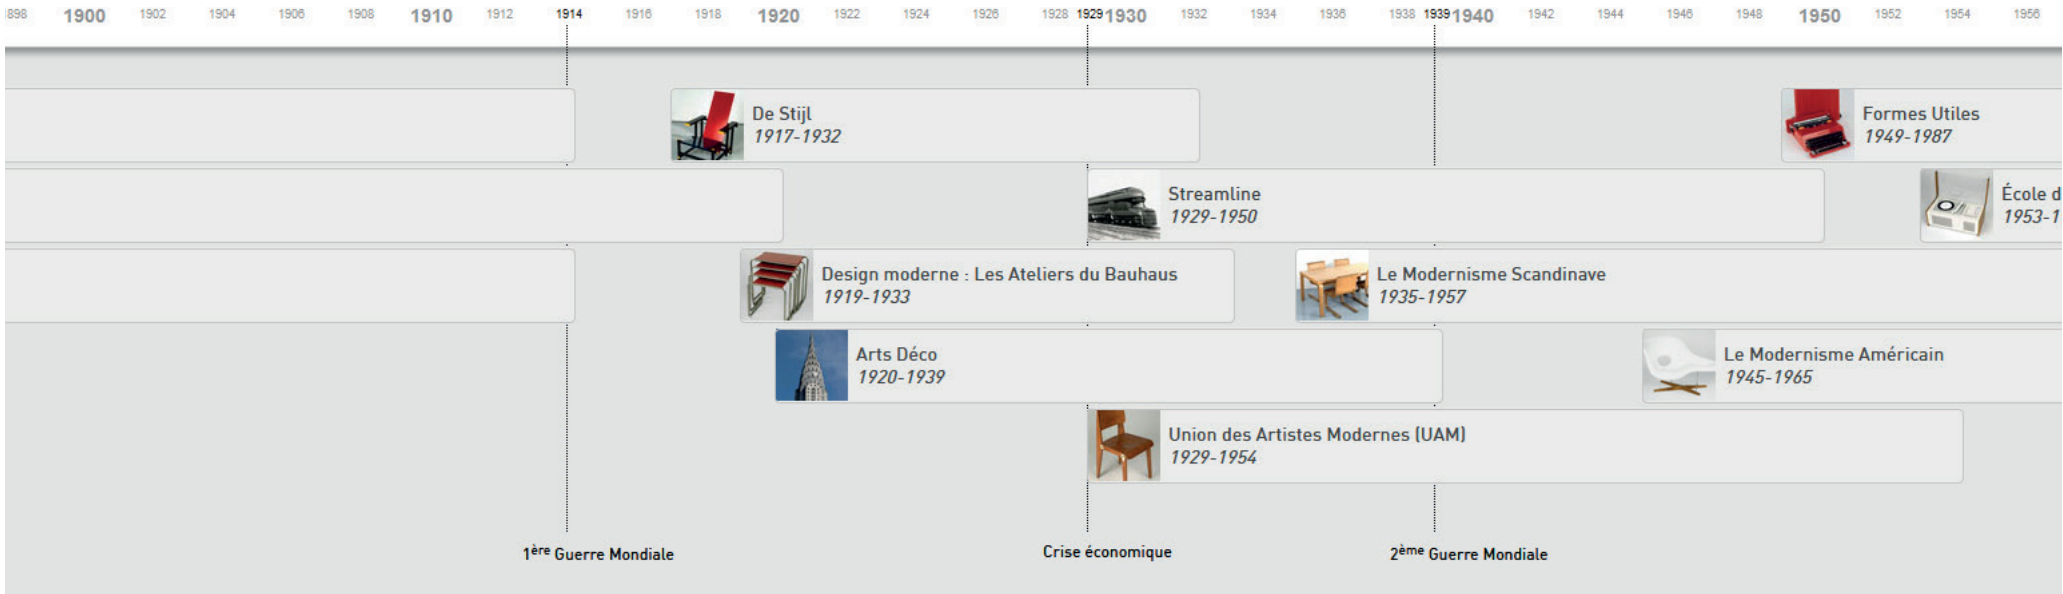 1898 1900 1902 1904 1906 1908 1910 1912 1914 1916 1918 1920 1922 1924 1926 1928 1929 1930 1932 1934 1936 1938 1939 1940 1942 1944 1946 1948 1950 1952 1954 1956
De Stijl
1917-1932
Formes Utiles
1949-1987
Streamline
1929-1950
École d
1953-1
Design moderne : Les Ateliers du Bauhaus
1919-1933
Le Modernisme Scandinave
1935-1957
Arts Déco
1920-1939
Le Modernisme Américain
1945-1965
Union des Artistes Modernes (UAM)
1929-1954
1ère Guerre Mondiale
Crise économique
2ème Guerre Mondiale